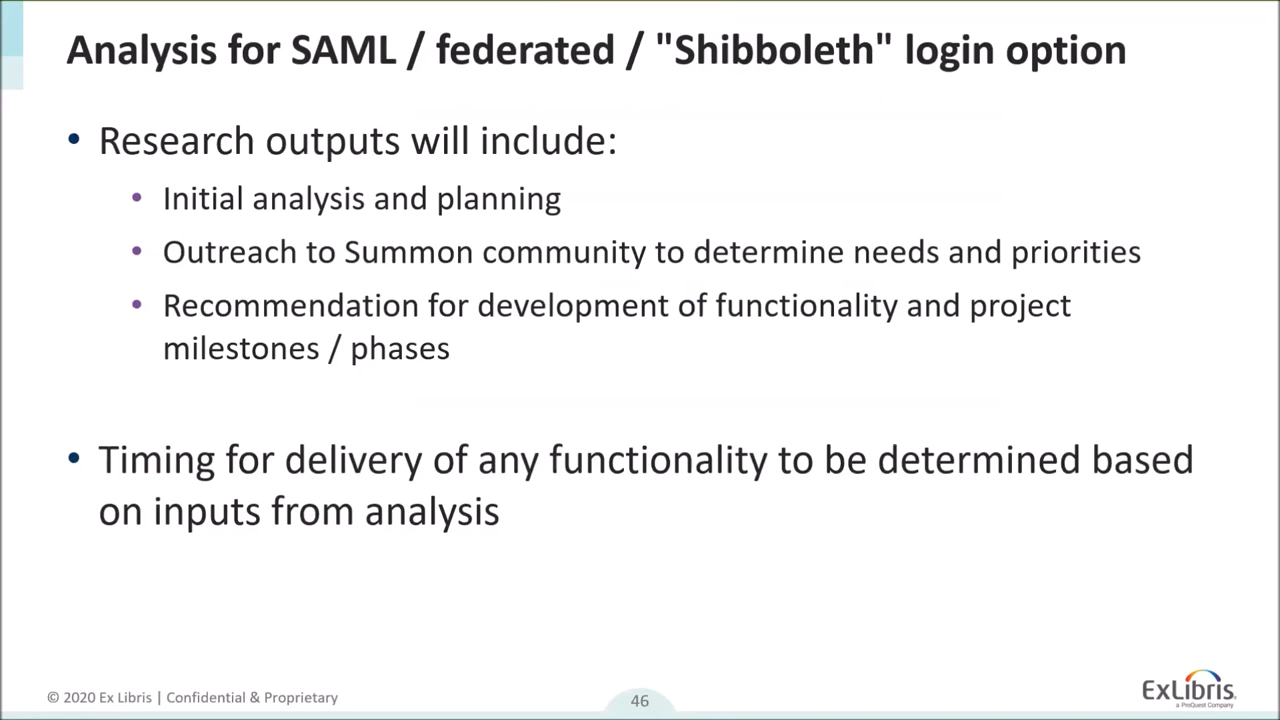 Analysis for SAML / federated / "Shibboleth" login option
• Research outputs will include:
• Initial analysis and planning
• Outreach to Summon community to determine needs and priorities
• Recommendation for development of functionality and project
milestones / phases
• Timing for delivery of any functionality to be determined based
on inputs from analysis
© 2020 Ex Libris | Confidential & Proprietary
46
ExLibris
a ProQuest Company